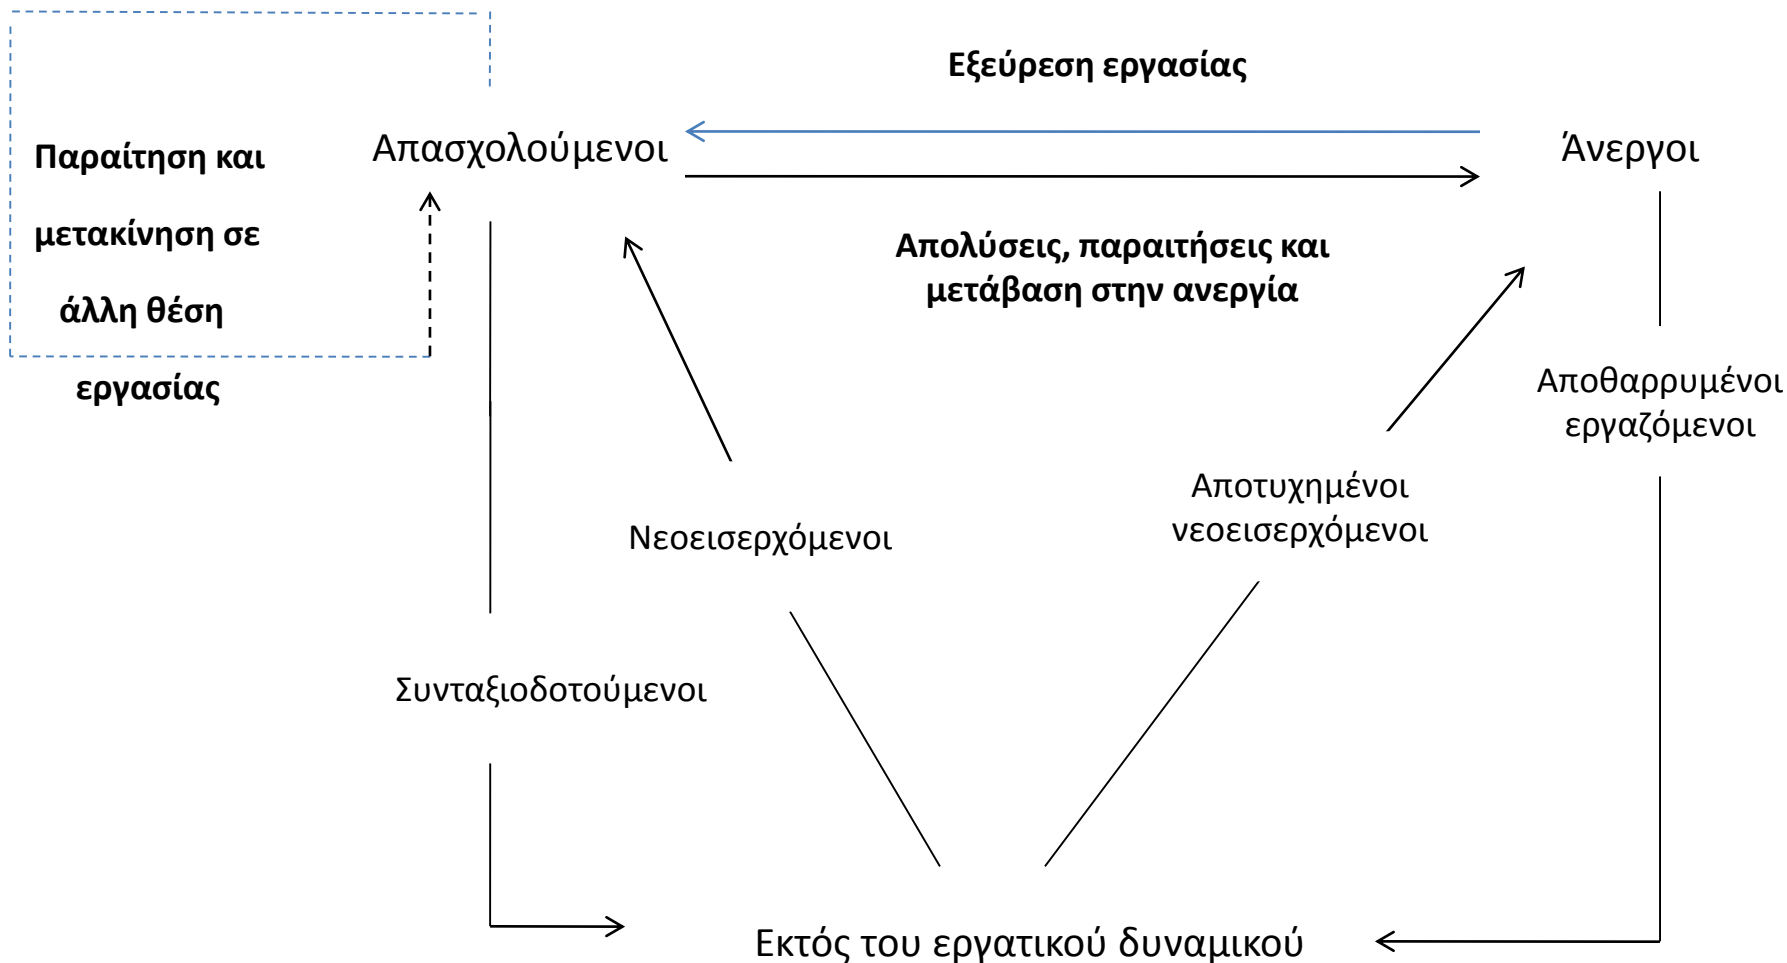 Εξεύρεση εργασίας
Παραίτηση και
μετακίνηση σε
άλλη θέση
εργασίας
Απασχολούμενοι
Άνεργοι
Απολύσεις, παραιτήσεις και
μετάβαση στην ανεργία
Αποθαρρυμένοι
εργαζόμενοι
Αποτυχημένοι
νεοεισερχόμενοι
Νεοεισερχόμενοι
Συνταξιοδοτούμενοι
Εκτός του εργατικού δυναμικού